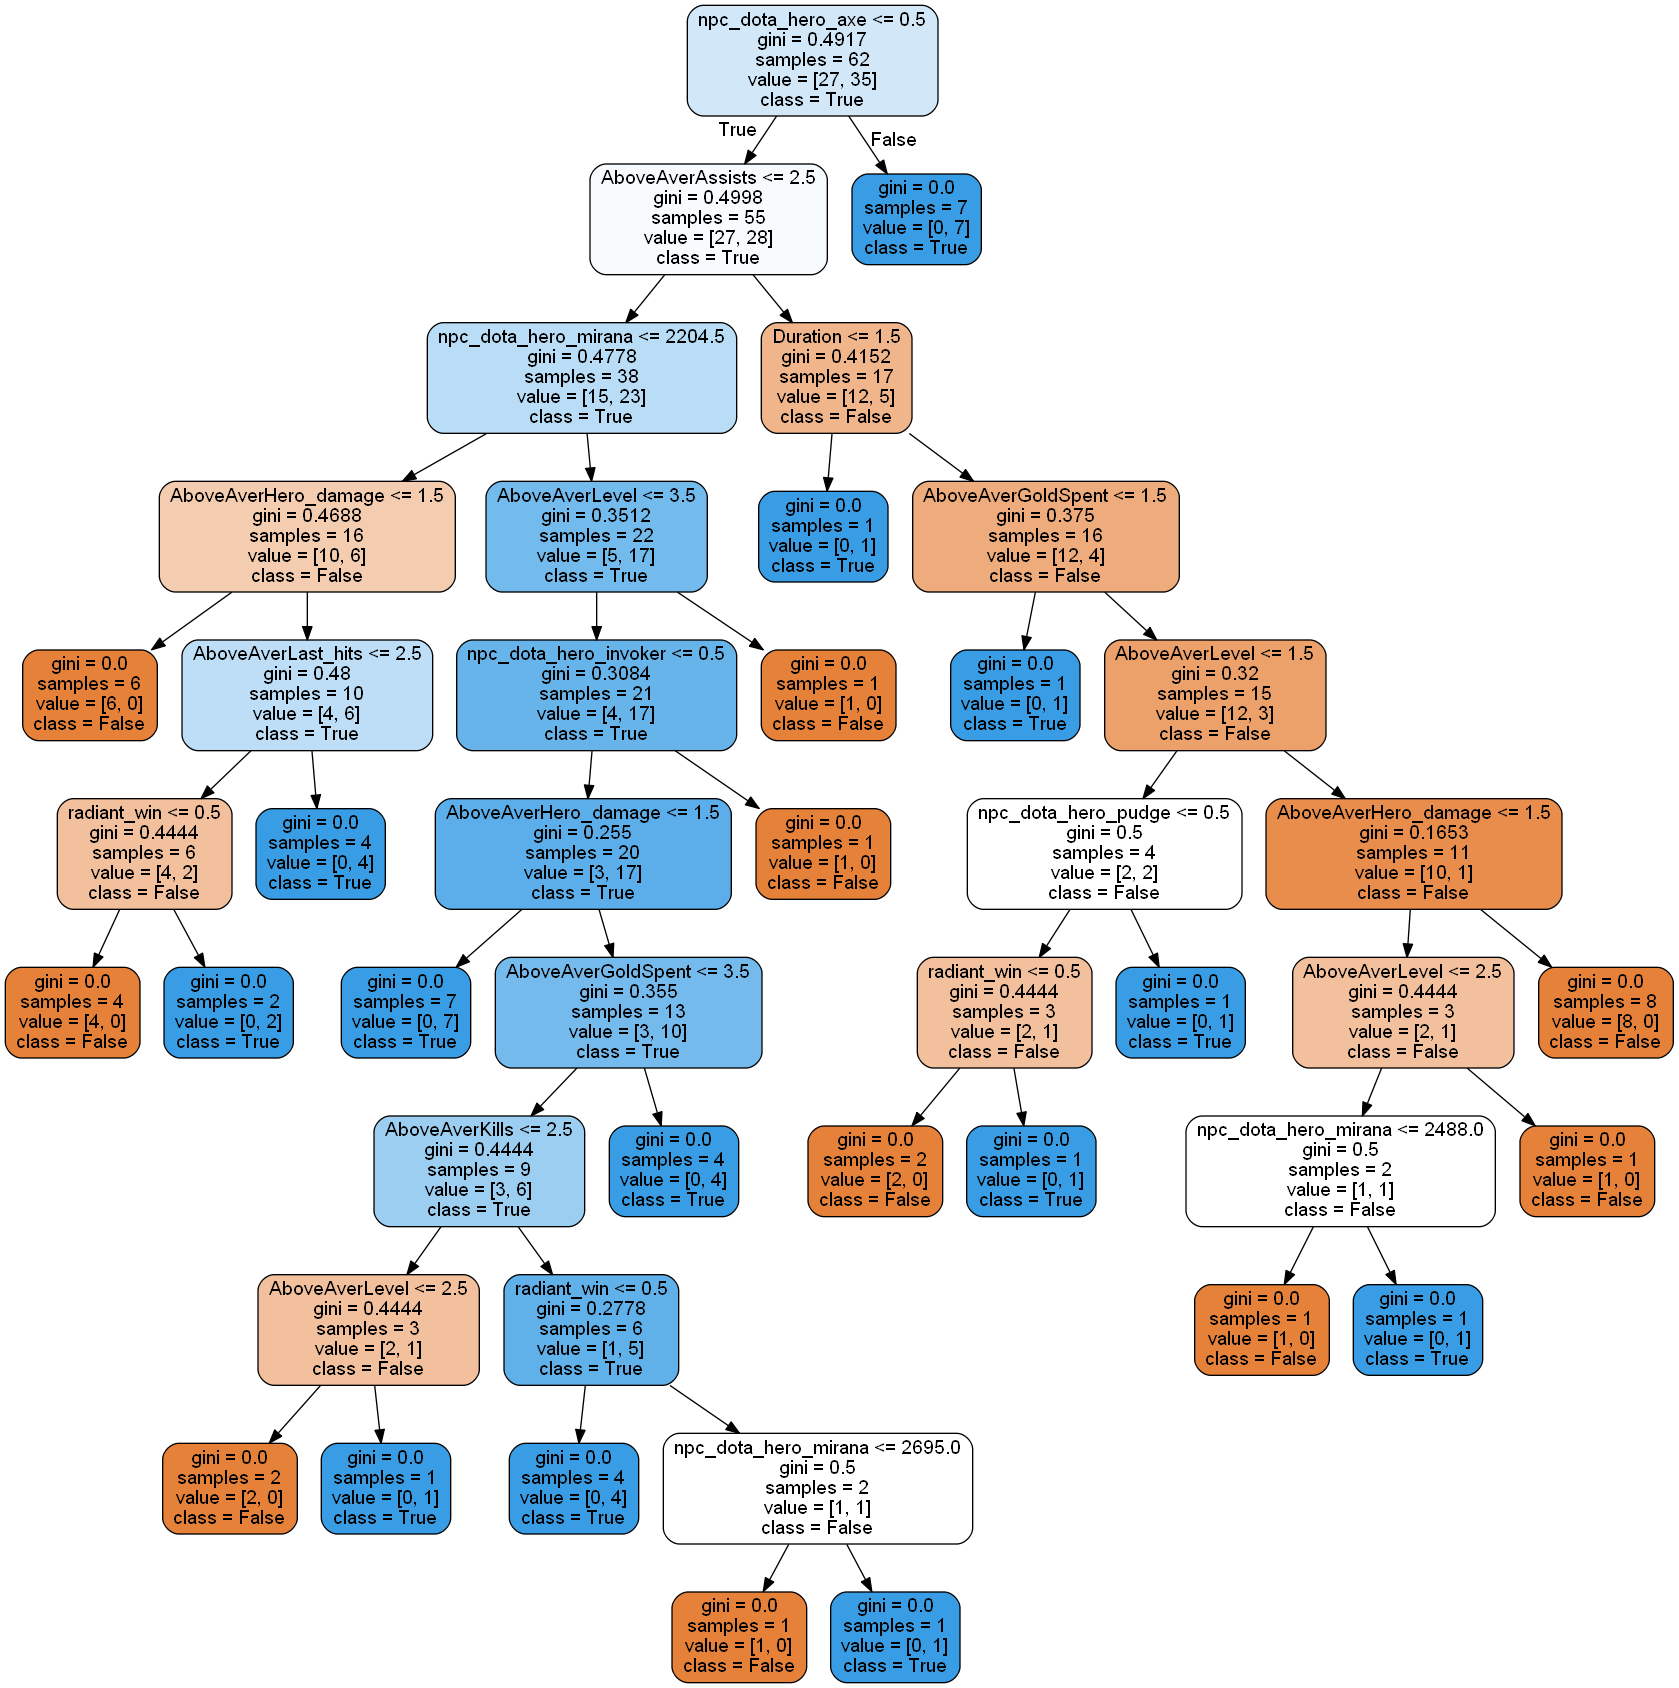 npc_dota_hero_axe <= 0.5
gini = 0.4917
samples = 62
value = [27, 35]
class = True
True
False
AboveAverAssists <= 2.5
gini = 0.4998
samples = 55
value = [27, 28]
class = True
gini = 0.0
samples = 7
value = [0, 7]
class = True
npc_dota_hero_mirana <= 2204.5
gini = 0.4778
samples = 38
value = [15, 23]
class = True
Duration <= 1.5
gini = 0.4152
samples = 17
value = [12, 5]
class = False
AboveAverHero_damage <= 1.5
gini = 0.4688
samples = 16
value = [10, 6]
class = False
AboveAverLevel <= 3.5
gini = 0.3512
samples = 22
value = [5, 17]
class = True
gini = 0.0
samples = 1
value = [0, 1]
class = True
AboveAverGoldSpent <= 1.5
gini = 0.375
samples = 16
value = [12, 4]
class = False
gini = 0.0
samples = 6
value = [6, 0]
class = False
AboveAverLast_hits <= 2.5
gini = 0.48
samples = 10
value = [4, 6]
class = True
npc_dota_hero_invoker <= 0.5
gini = 0.3084
samples = 21
value = [4, 17]
class = True
gini = 0.0
samples = 1
value = [1, 0]
class = False
gini = 0.0
samples = 1
value = [0, 1]
class = True
AboveAverLevel <= 1.5
gini = 0.32
samples = 15
value = [12, 3]
class = False
radiant_win <= 0.5
gini = 0.4444
samples = 6
value = [4, 2]
class = False
gini = 0.0
samples = 4
value = [0, 4]
class = True
AboveAverHero_damage <= 1.5
gini = 0.255
samples = 20
value = [3, 17]
class = True
gini = 0.0
samples = 1
value = [1, 0]
class = False
npc_dota_hero_pudge <= 0.5
gini = 0.5
samples = 4
value = [2, 2]
class = False
AboveAverHero_damage <= 1.5
gini = 0.1653
samples = 11
value = [10, 1]
class = False
gini = 0.0
samples = 4
value = [4, 0]
class = False
gini = 0.0
samples = 2
value = [0, 2]
class = True
gini = 0.0
samples = 7
value = [0, 7]
class = True
AboveAverGoldSpent <= 3.5
gini = 0.355
samples = 13
value = [3, 10]
class = True
radiant_win <= 0.5
gini = 0.4444
samples = 3
value = [2, 1]
class = False
gini = 0.0
samples = 1
value = [0, 1]
class = True
AboveAverLevel <= 2.5
gini = 0.4444
samples = 3
value = [2, 1]
class = False
gini = 0.0
samples = 8
value = [8, 0]
class = False
AboveAverKills <= 2.5
gini = 0.4444
samples = 9
value = [3, 6]
class = True
gini = 0.0
samples = 4
value = [0, 4]
class = True
gini = 0.0
samples = 2
value = [2, 0]
class = False
gini = 0.0
samples = 1
value = [0, 1]
class = True
npc_dota_hero_mirana <= 2488.0
gini = 0.5
samples = 2
value = [1, 1]
class = False
gini = 0.0
samples = 1
value = [1, 0]
class = False
AboveAverLevel <= 2.5
gini = 0.4444
samples = 3
value = [2, 1]
class = False
radiant_win <= 0.5
gini = 0.2778
samples = 6
value = [1, 5]
class = True
gini = 0.0
samples = 1
value = [1, 0]
class = False
gini = 0.0
samples = 1
value = [0, 1]
class = True
gini = 0.0
samples = 2
value = [2, 0]
class = False
gini = 0.0
samples = 1
value = [0, 1]
class = True
gini = 0.0
samples = 4
value = [0, 4]
class = True
npc_dota_hero_mirana <= 2695.0
gini = 0.5
samples = 2
value = [1, 1]
class = False
gini = 0.0
samples = 1
value = [1, 0]
class = False
gini = 0.0
samples = 1
value = [0, 1]
class = True